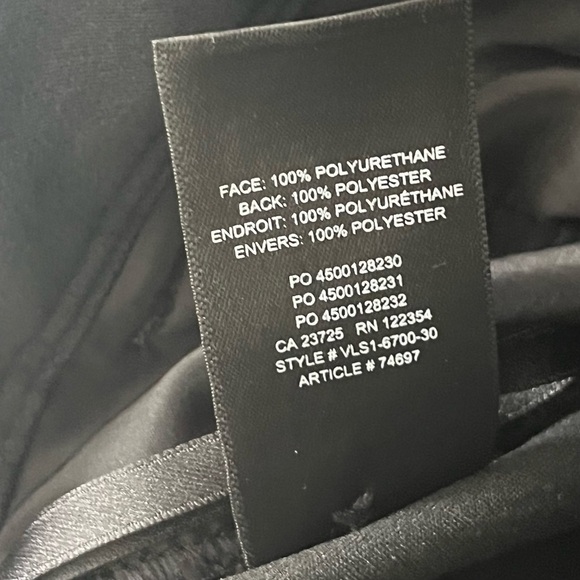 FACE: 100% POLYURETHANE
BACK: 100% POLYESTER
ENDROIT: 100% POLYURÉTHANE
ENVERS: 100% POLYESTER
PO 4500128230
PO 4500128231
PO 4500128232
CA 23725 RN 122354
STYLE # VLS1-6700-30
ARTICLE # 74697